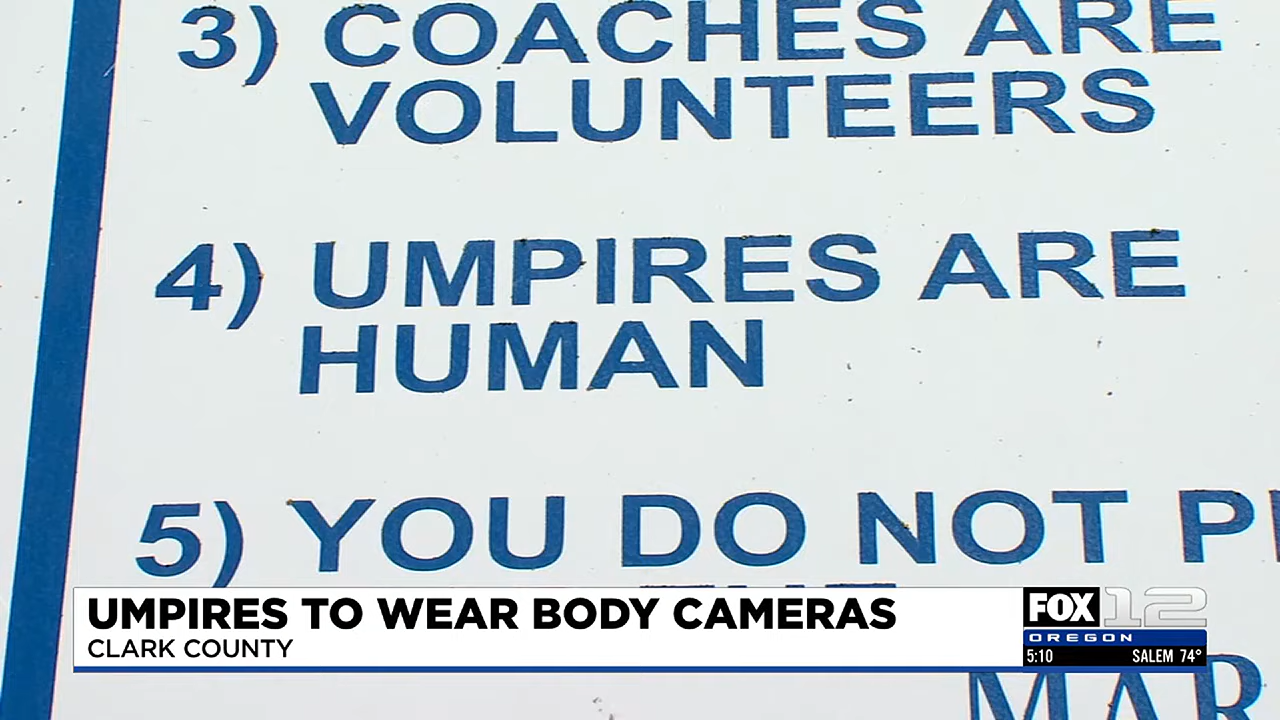 3) COACHES ARE
VOLUNTEERS
4) UMPIRES ARE
HUMAN
5) YOU DO NOT
UMPIRES TO WEAR BODY CAMERAS
CLARK COUNTY
FOX 12
OREGON
5:10 SALEM 74°